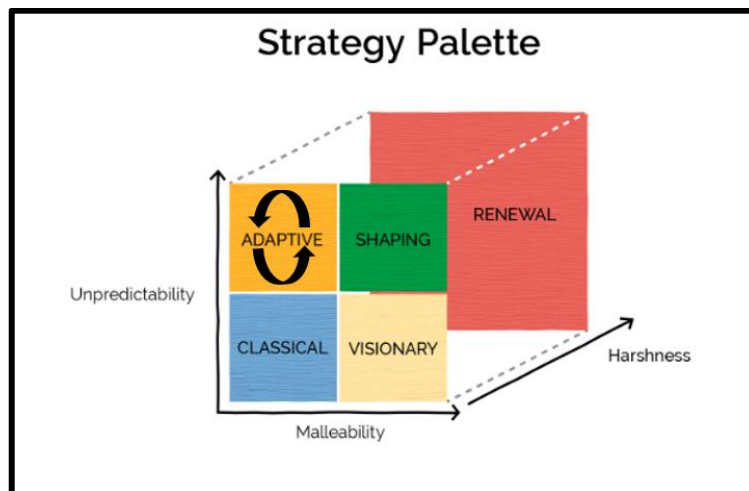 Strategy Palette
RENEWAL
ADAPTIVE
SHAPING
Unpredictability
CLASSICAL
VISIONARY
Harshness
Malleability